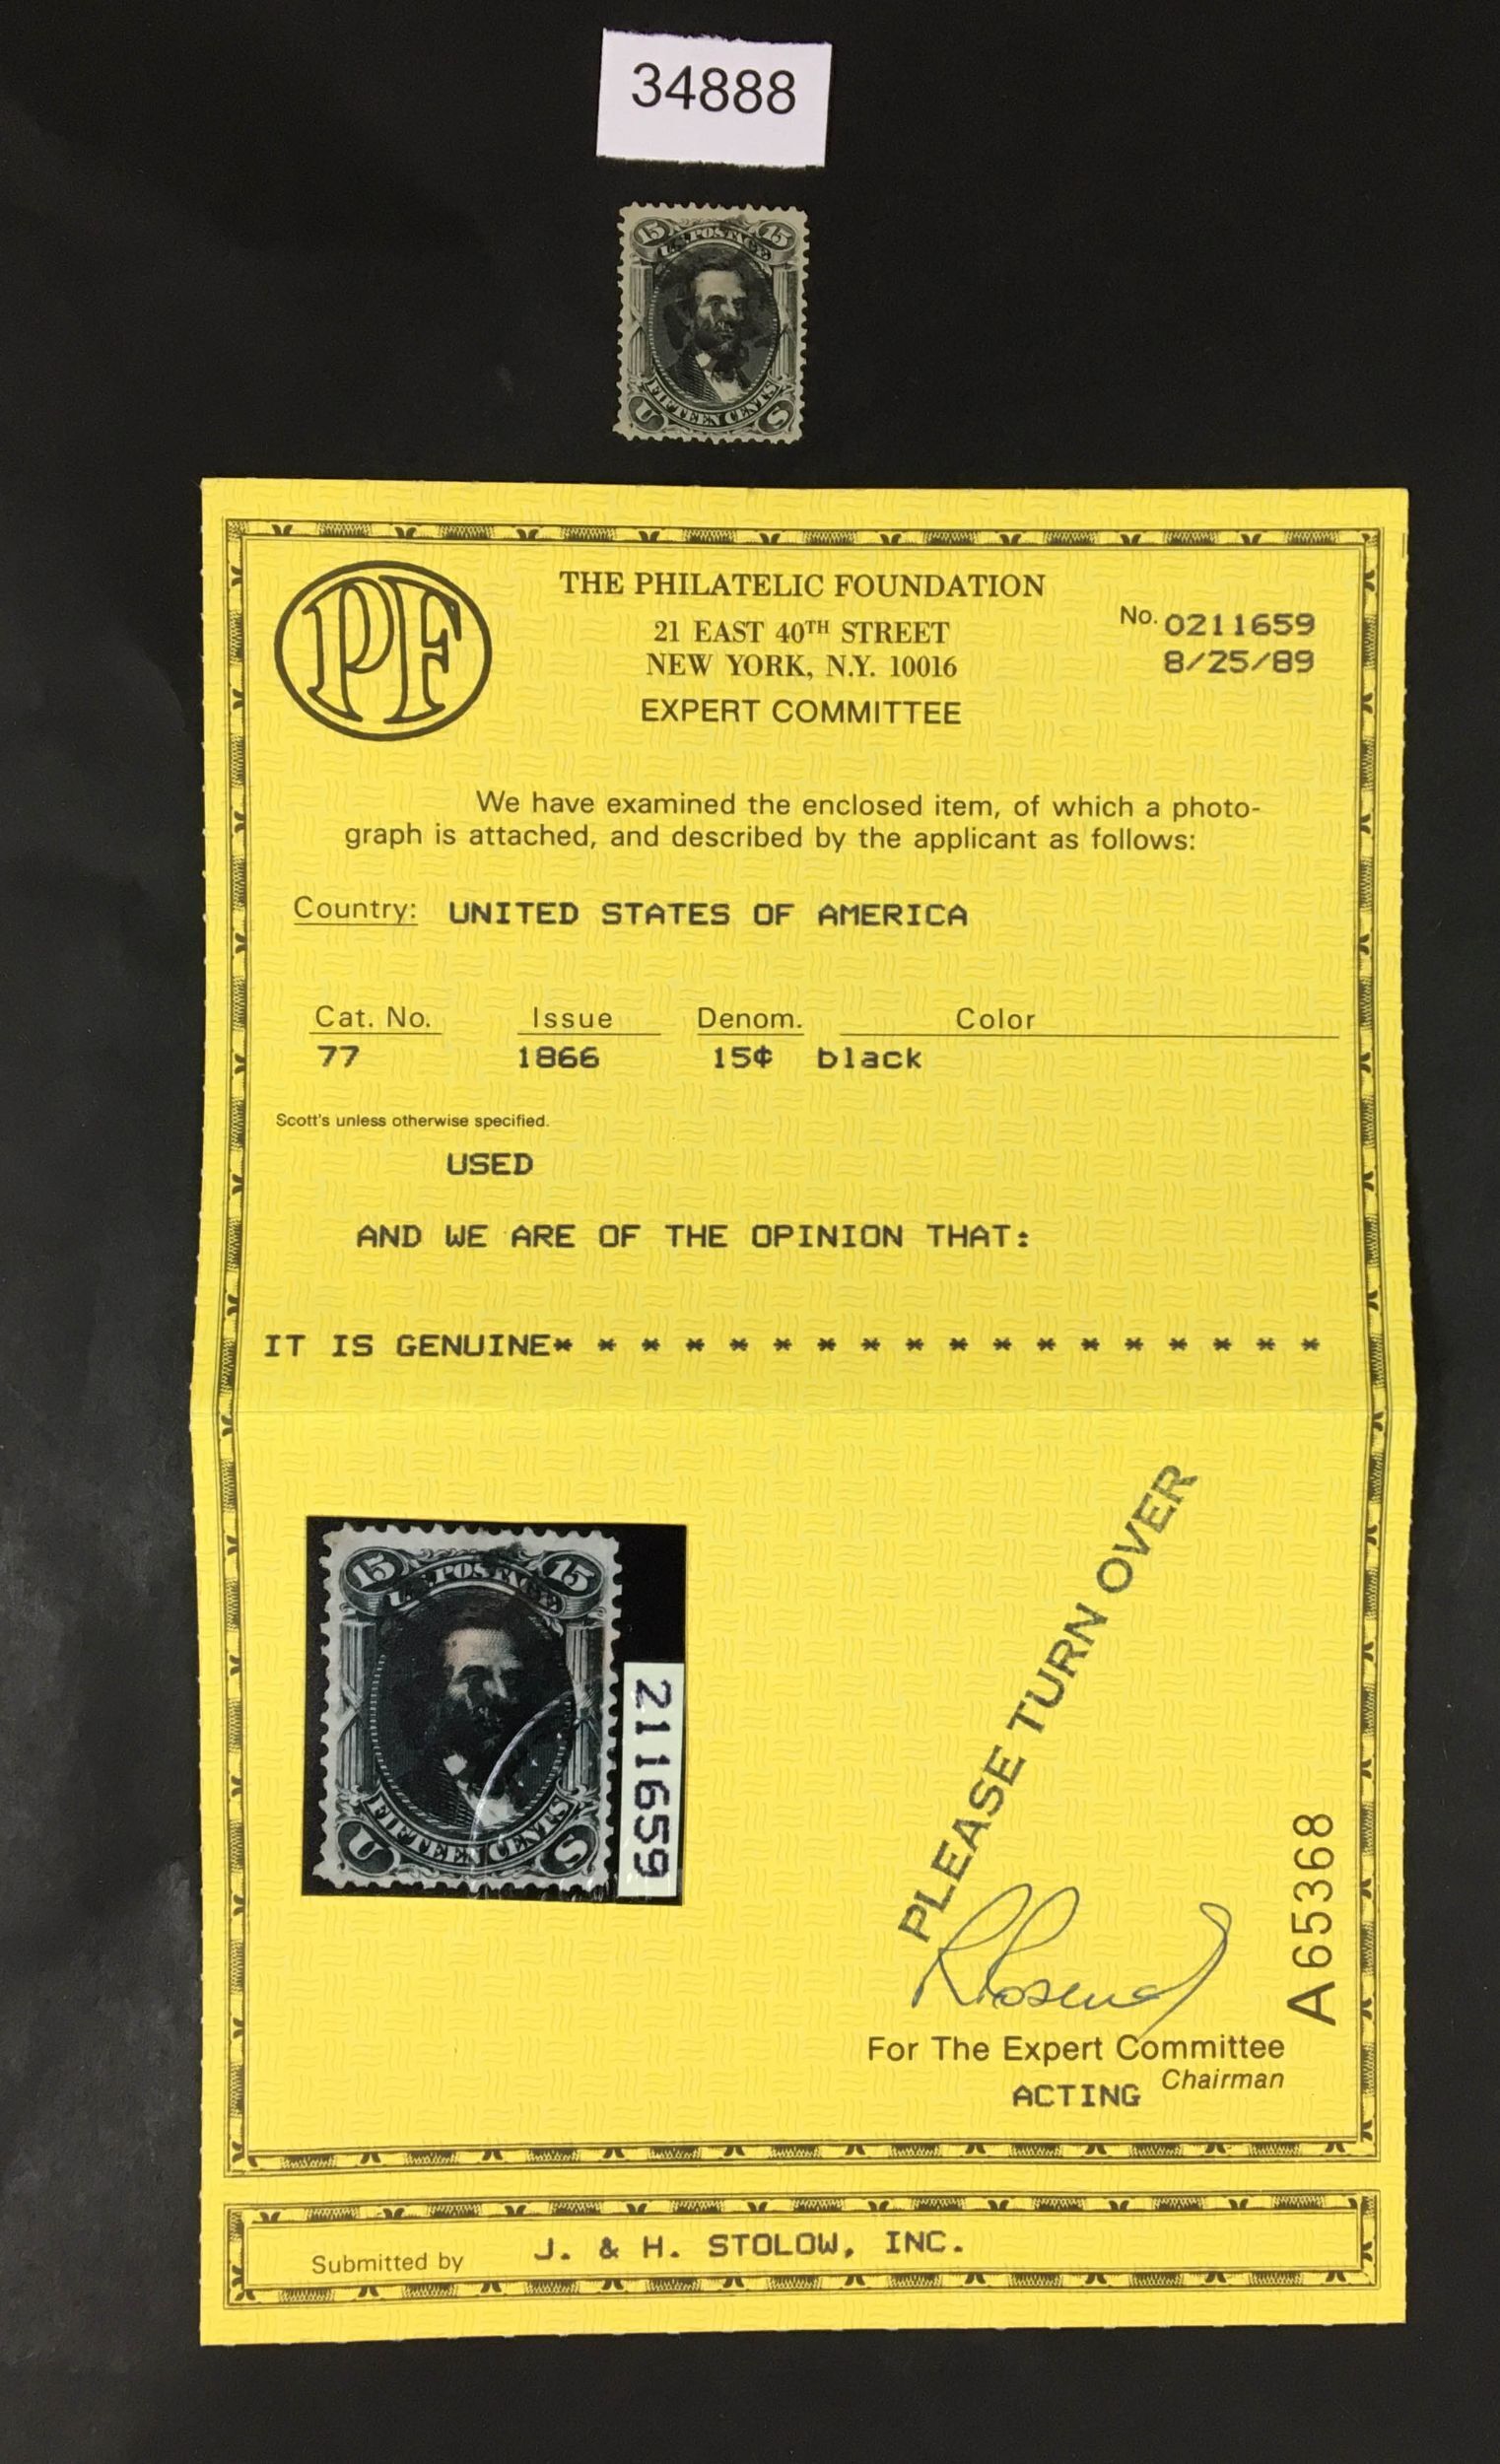 34888
15 15
U.S. POSTAGE
FIFTEEN CENTS
U S
PF
THE PHILATELIC FOUNDATION
21 EAST 40TH STREET
NEW YORK, N.Y. 10016
EXPERT COMMITTEE
No. 0211659
8/25/89
We have examined the enclosed item, of which a photo-
graph is attached, and described by the applicant as follows:
Country: UNITED STATES OF AMERICA
Cat. No. Issue Denom. Color
77 1866 15¢ black
Scott's unless otherwise specified.
USED
AND WE ARE OF THE OPINION THAT:
IT IS GENUINE* * * * * * * * * * * * * * * * * *
15 15
U.S. POSTAGE
FIFTEEN CENTS
U S
211659
PLEASE TURN OVER
A65368
For The Expert Committee
Chairman
ACTING
Submitted by J. & H. STOLOW, INC.